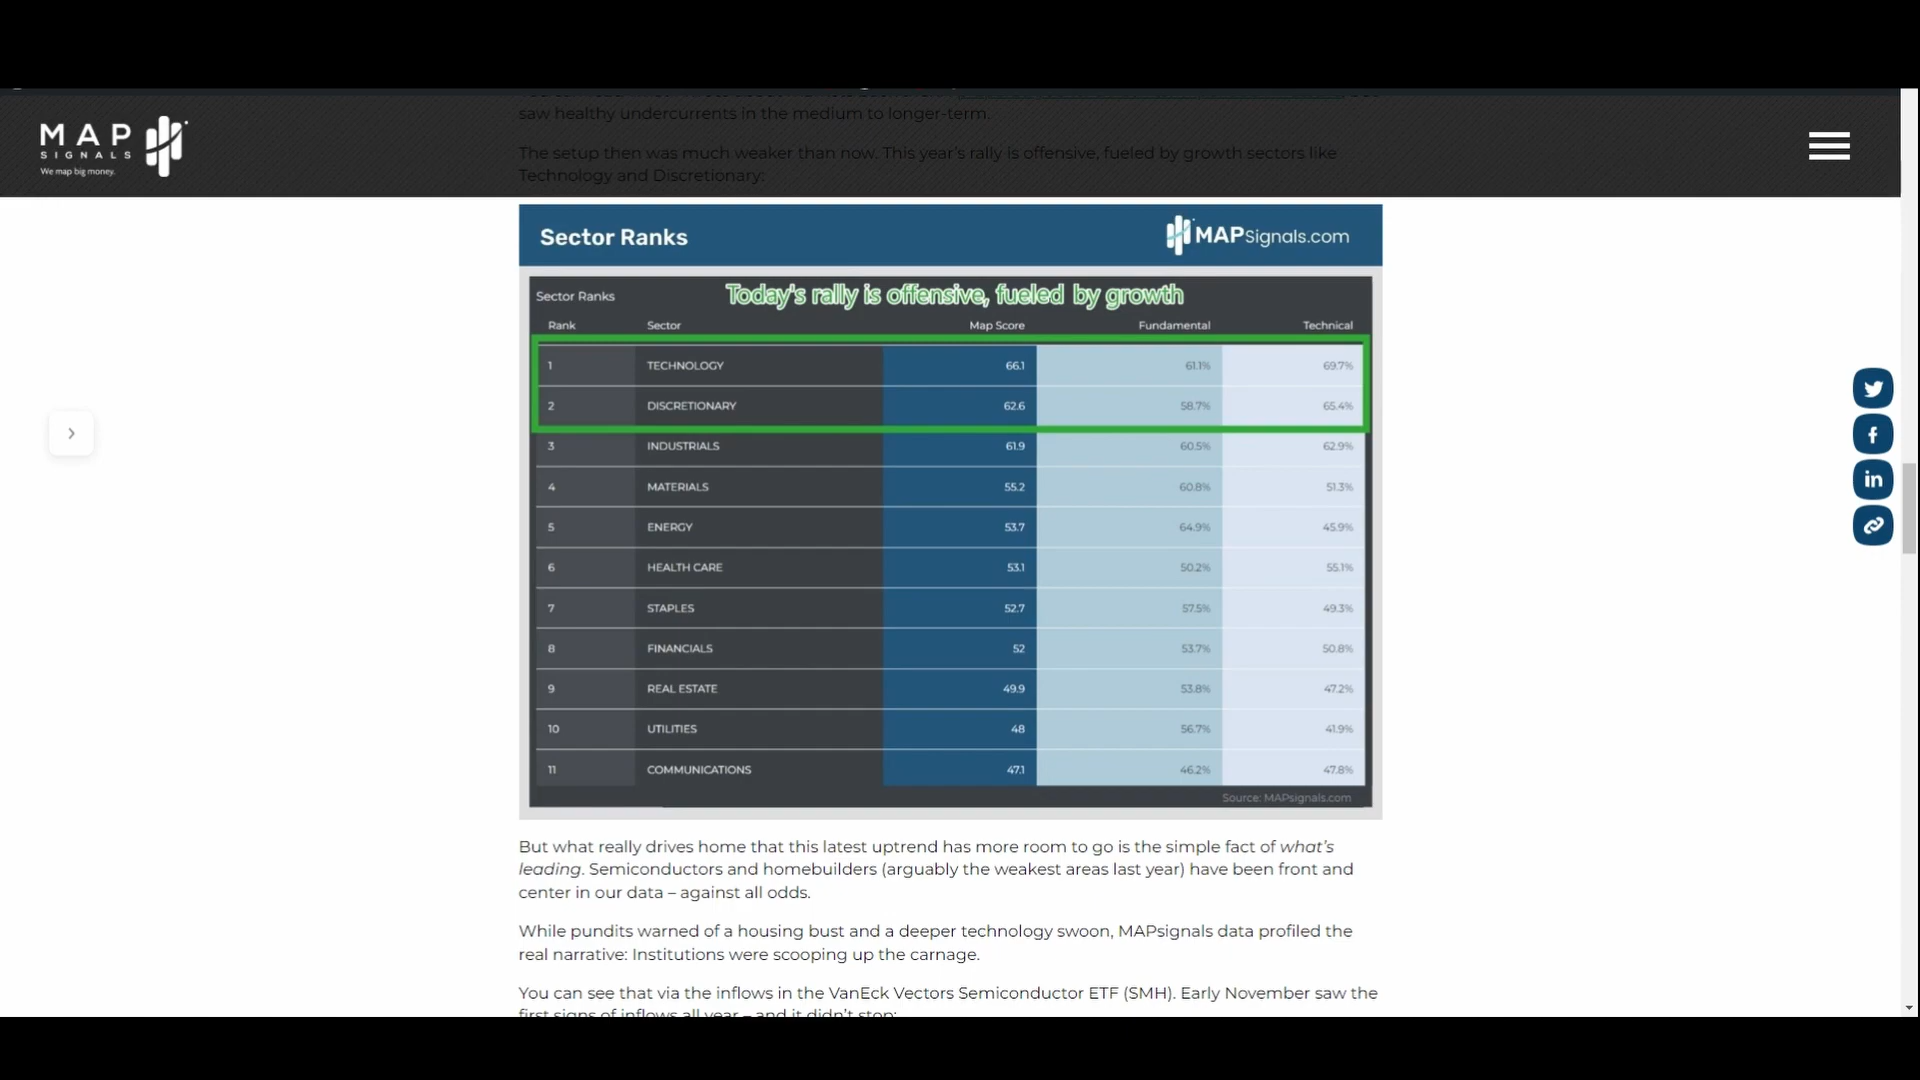 MAP
SIGNALS
We map big money.
saw healthy undercurrents in the medium to longer-term.
The setup then was much weaker than now. This year's rally is offensive, fueled by growth sectors like
Technology and Discretionary:
Sector Ranks
MAPSignals.com
Sector Ranks
Today's rally is offensive, fueled by growth
Rank Sector Map Score Fundamental Technical
1 TECHNOLOGY 66.1 61.1% 69.7%
2 DISCRETIONARY 62.6 58.7% 65.4%
3 INDUSTRIALS 61.9 60.5% 62.9%
4 MATERIALS 55.2 60.8% 51.3%
5 ENERGY 53.7 64.9% 45.9%
6 HEALTH CARE 53.1 50.2% 55.1%
7 STAPLES 52.7 57.5% 49.3%
8 FINANCIALS 52 53.7% 50.8%
9 REAL ESTATE 49.9 53.8% 47.2%
10 UTILITIES 48 56.7% 41.9%
11 COMMUNICATIONS 47.1 46.2% 47.8%
Source: MAPsignals.com
But what really drives home that this latest uptrend has more room to go is the simple fact of what's
leading. Semiconductors and homebuilders (arguably the weakest areas last year) have been front and
center in our data – against all odds.
While pundits warned of a housing bust and a deeper technology swoon, MAPsignals data profiled the
real narrative: Institutions were scooping up the carnage.
You can see that via the inflows in the VanEck Vectors Semiconductor ETF (SMH). Early November saw the
first signs of inflows all year – and it didn't stop: